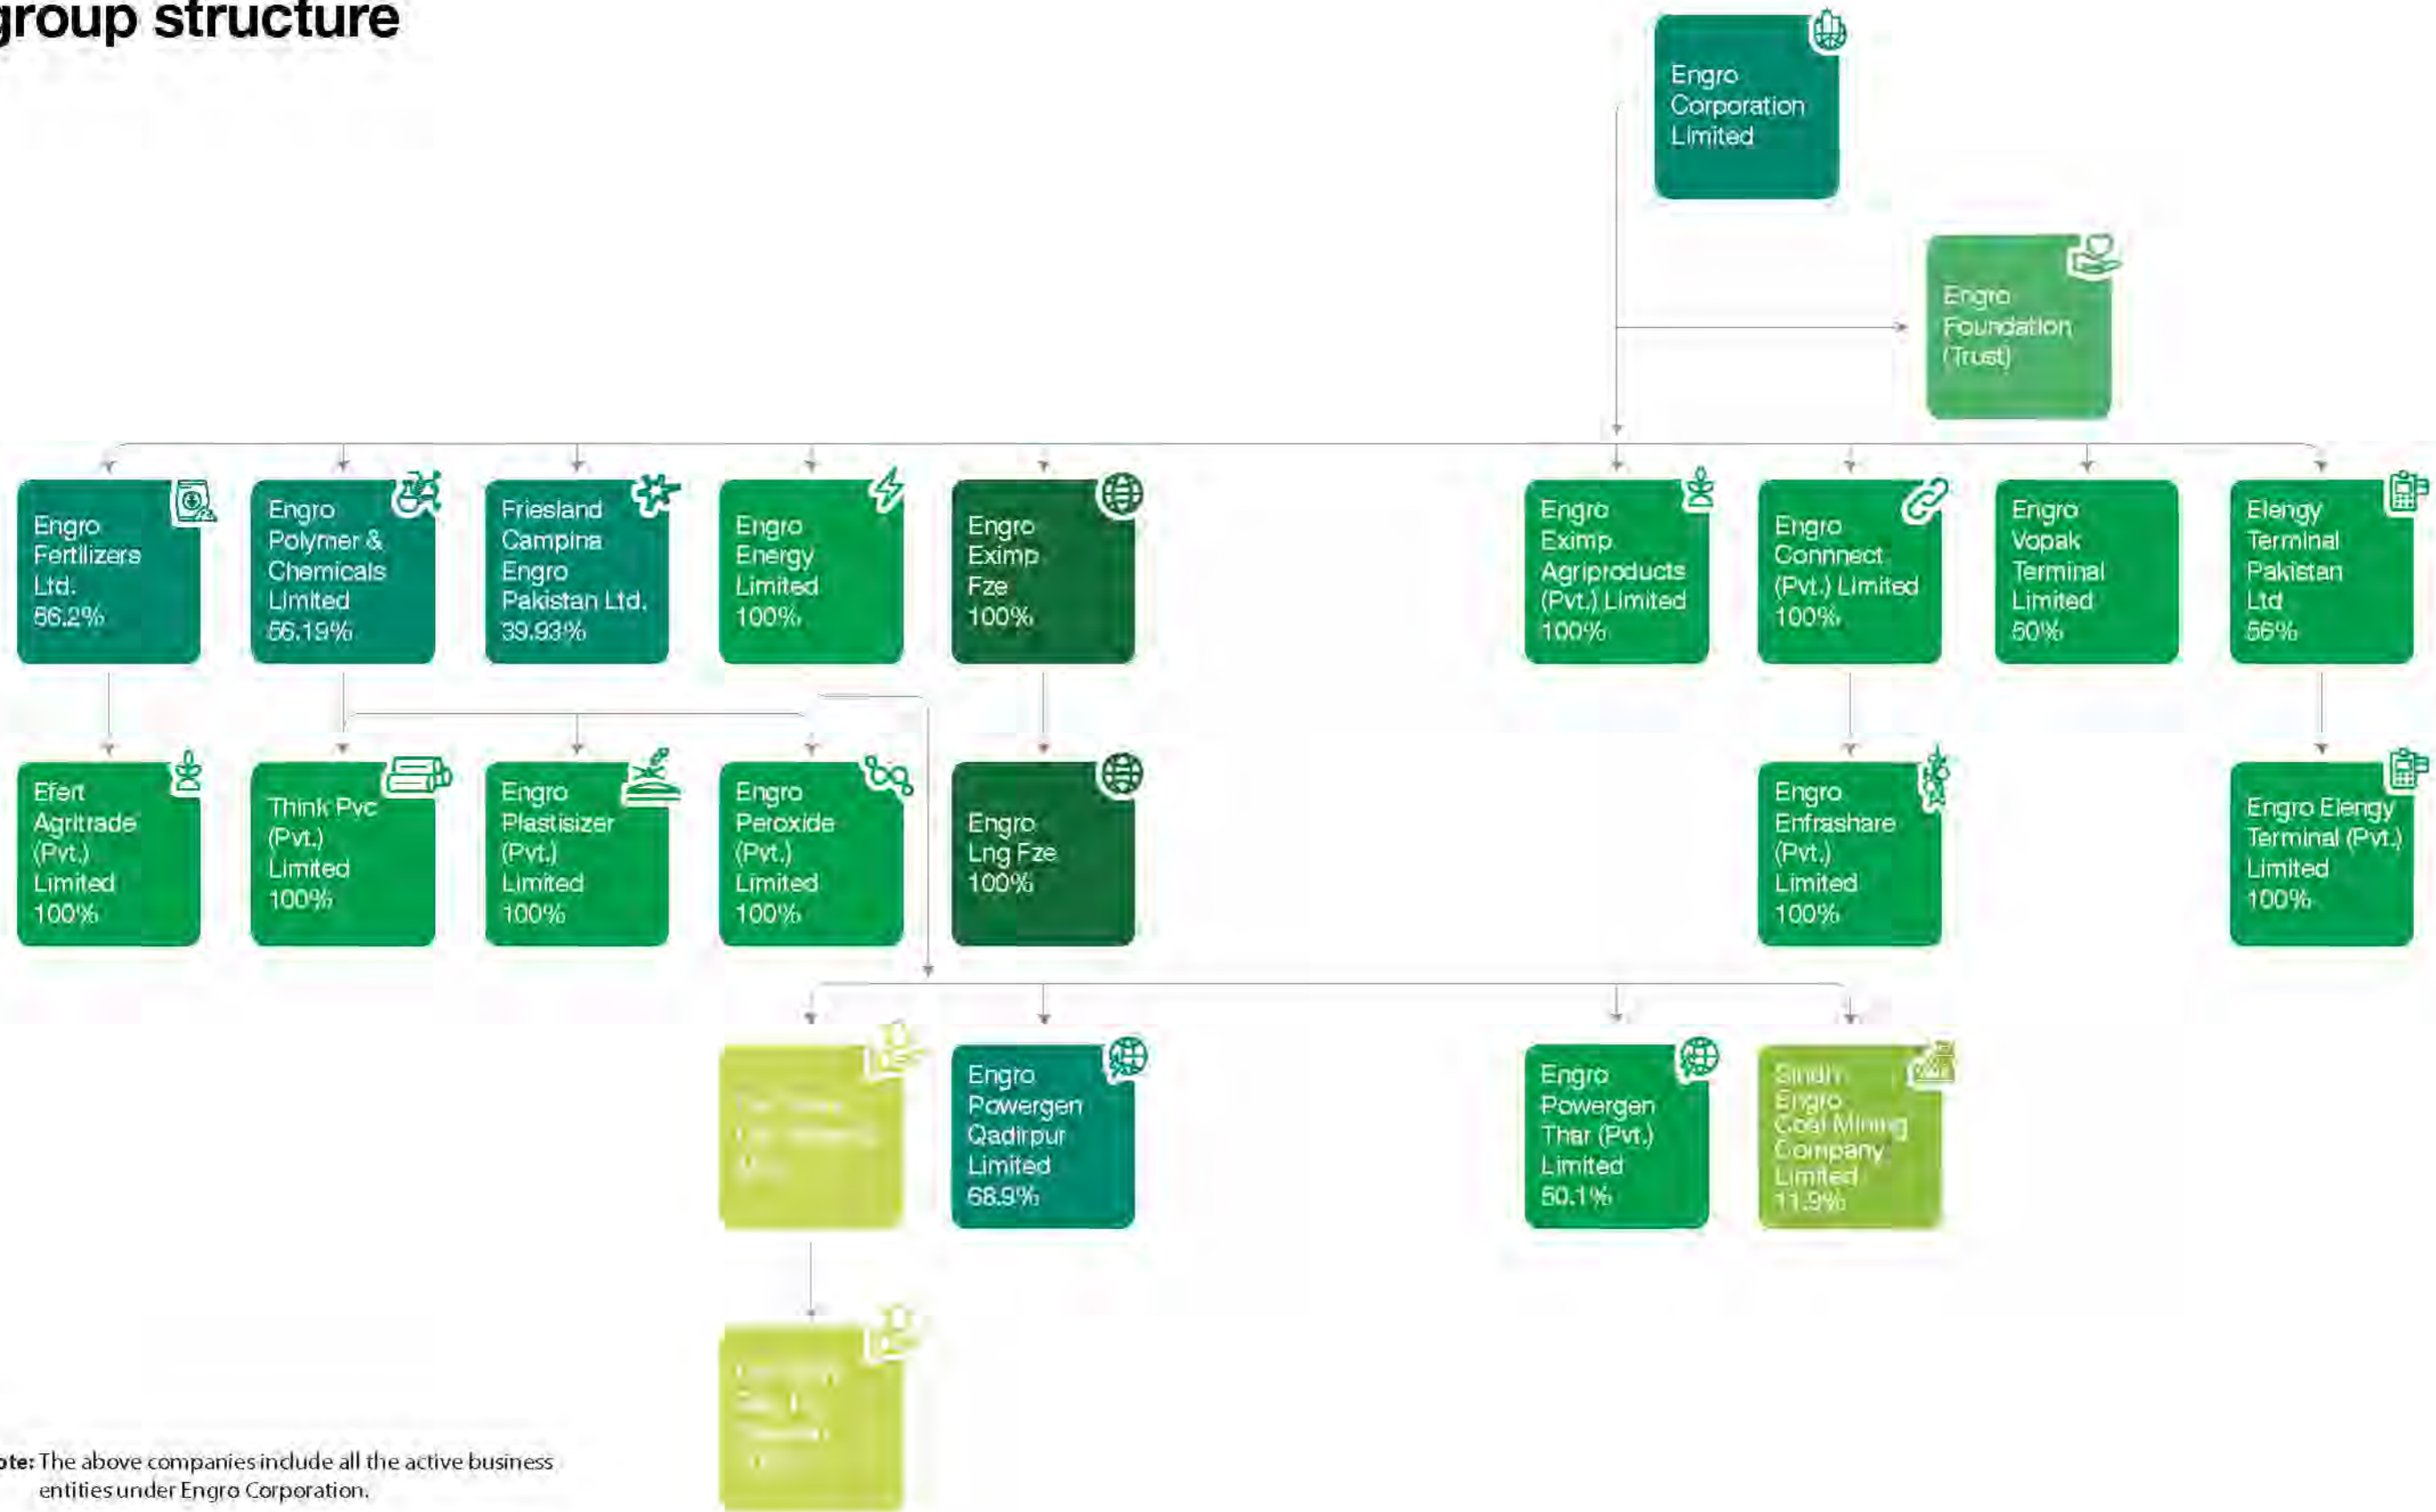 group structure
Engro
Corporation
Limited
Engro
Foundation
(Trust)
Engro
Fertilizers
Ltd.
56.2%
Engro
Polymer &
Chemicals
Limited
56.19%
Friesland
Campina
Engro
Pakistan Ltd.
39.93%
Engro
Energy
Limited
100%
Engro
Eximp
Fze
100%
Engro
Eximp
Agriproducts
(Pvt.) Limited
100%
Engro
Connnect
(Pvt.) Limited
100%
Engro
Vopak
Terminal
Limited
50%
Elengy
Terminal
Pakistan
Ltd
56%
Efert
Agritrade
(Pvt.)
Limited
100%
Think Pvc
(Pvt.)
Limited
100%
Engro
Plastisizer
(Pvt.)
Limited
100%
Engro
Peroxide
(Pvt.)
Limited
100%
Engro
Lng Fze
100%
Engro
Enfrashare
(Pvt.)
Limited
100%
Engro Elengy
Terminal (Pvt.)
Limited
100%
Engro
Powergen
Qadirpur
Limited
68.9%
Engro
Powergen
Thar (Pvt.)
Limited
50.1%
Sindh
Engro
Coal Mining
Company
Limited
11.9%
ote: The above companies include all the active business
entities under Engro Corporation.